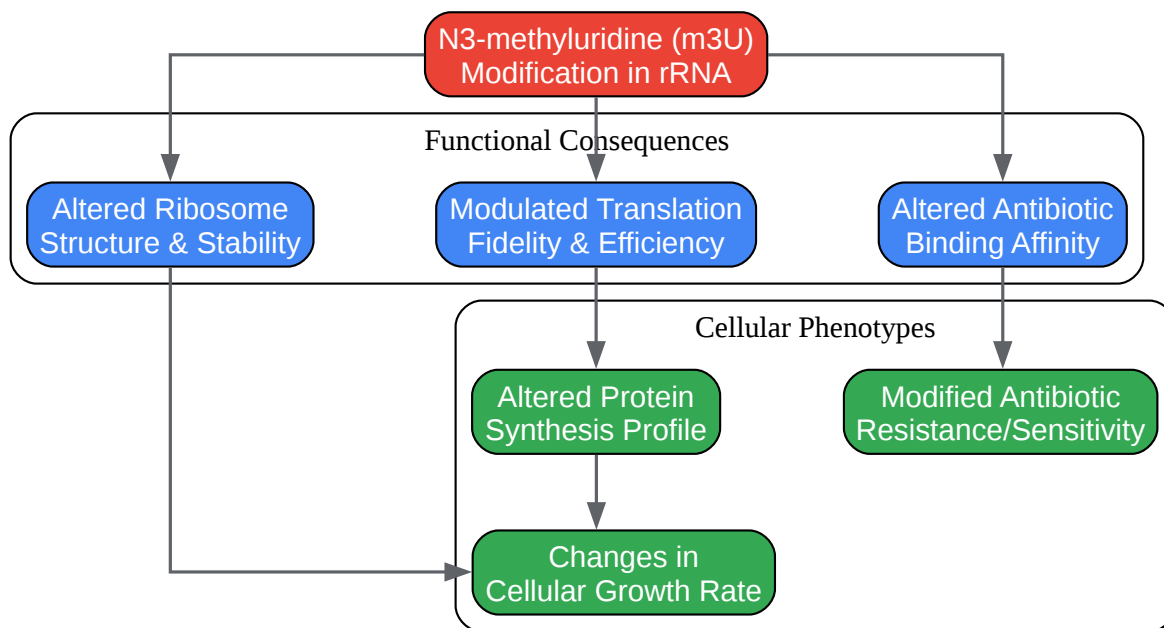 N3-methyluridine (m3U)
Modification in rRNA
Functional Consequences
Altered Ribosome
Structure & Stability
Modulated Translation
Fidelity & Efficiency
Altered Antibiotic
Binding Affinity
Cellular Phenotypes
Altered Protein
Synthesis Profile
Modified Antibiotic
Resistance/Sensitivity
Changes in
Cellular Growth Rate